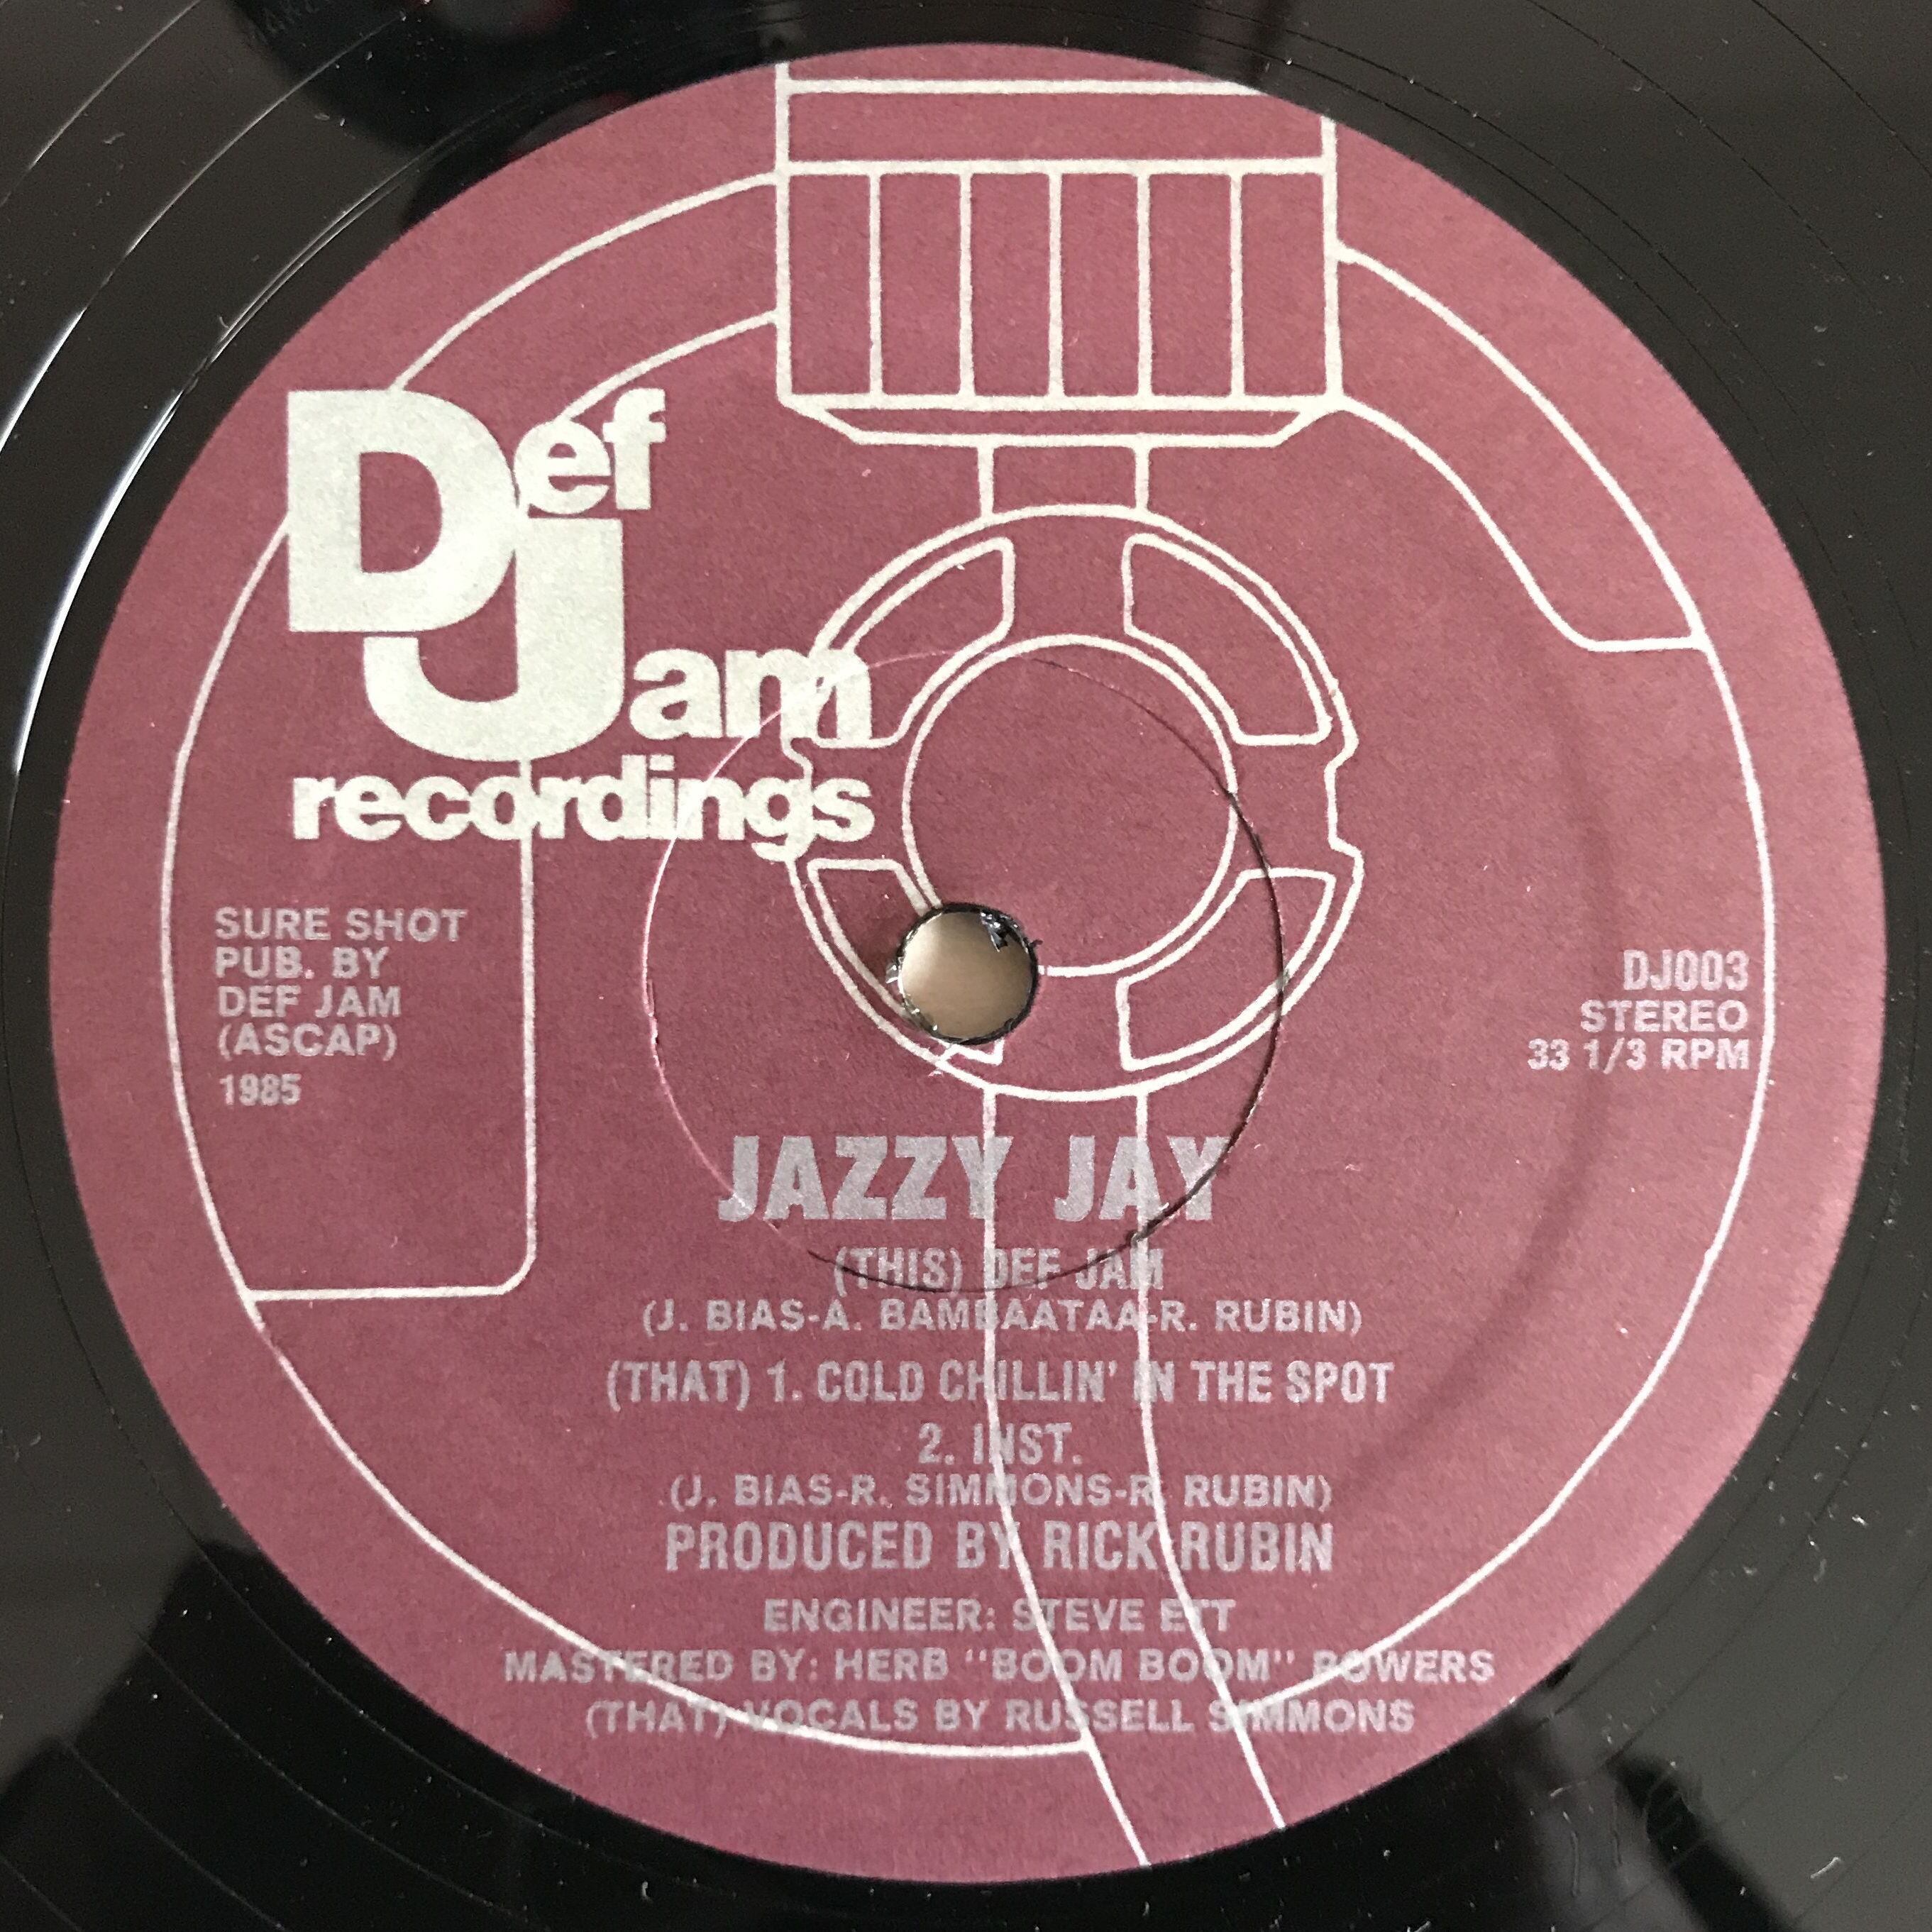 Def
Jam
recordings
SURE SHOT
PUB. BY
DEF JAM
(ASCAP)
1985
DJ003
STEREO
33 1/3 RPM
JAZZY JAY
(THIS) DEF JAM
(J. BIAS-A. BAMBAATAA-R. RUBIN)
(THAT) 1. COLD CHILLIN' IN THE SPOT
2. INST.
(J. BIAS-R. SIMMONS-R. RUBIN)
PRODUCED BY RICK RUBIN
ENGINEER: STEVE ETT
MASTERED BY: HERB "BOOM BOOM" POWERS
(THAT) VOCALS BY RUSSELL SIMMONS